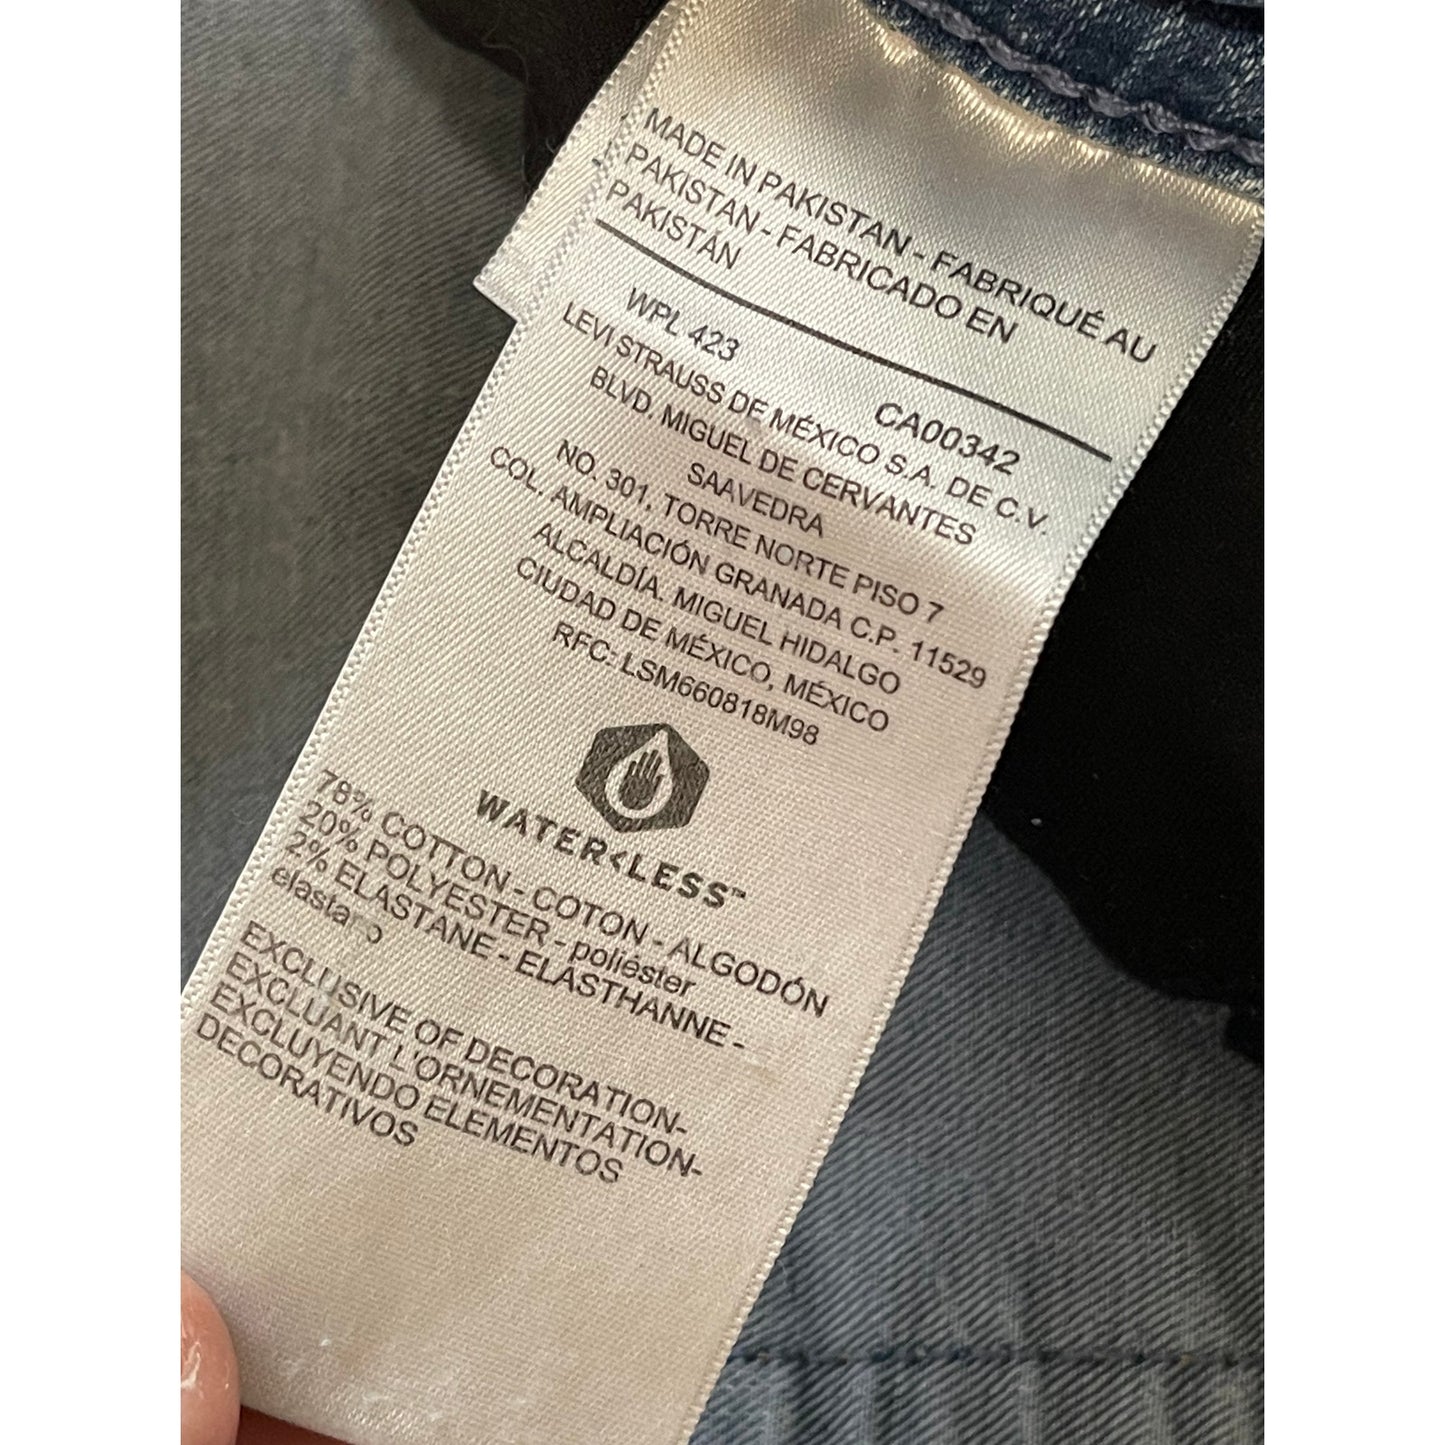 MADE IN PAKISTAN - FABRIQUÉ AU
PAKISTAN - FABRICADO EN
PAKISTÁN
WPL 423 CA00342
LEVI STRAUSS DE MÉXICO S.A. DE C.V.
BLVD. MIGUEL DE CERVANTES
SAAVEDRA
NO. 301, TORRE NORTE PISO 7
COL. AMPLIACIÓN GRANADA C.P. 11529
ALCALDÍA. MIGUEL HIDALGO
CIUDAD DE MÉXICO, MÉXICO
RFC: LSM660818M98
WATER<LESS™
78% COTTON - COTON - ALGODÓN
20% POLYESTER - poliéster
2% ELASTANE - ELASTHANNE -
elastano
EXCLUSIVE OF DECORATION-
EXCLUANT L'ORNEMENTATION-
EXCLUYENDO ELEMENTOS
DECORATIVOS